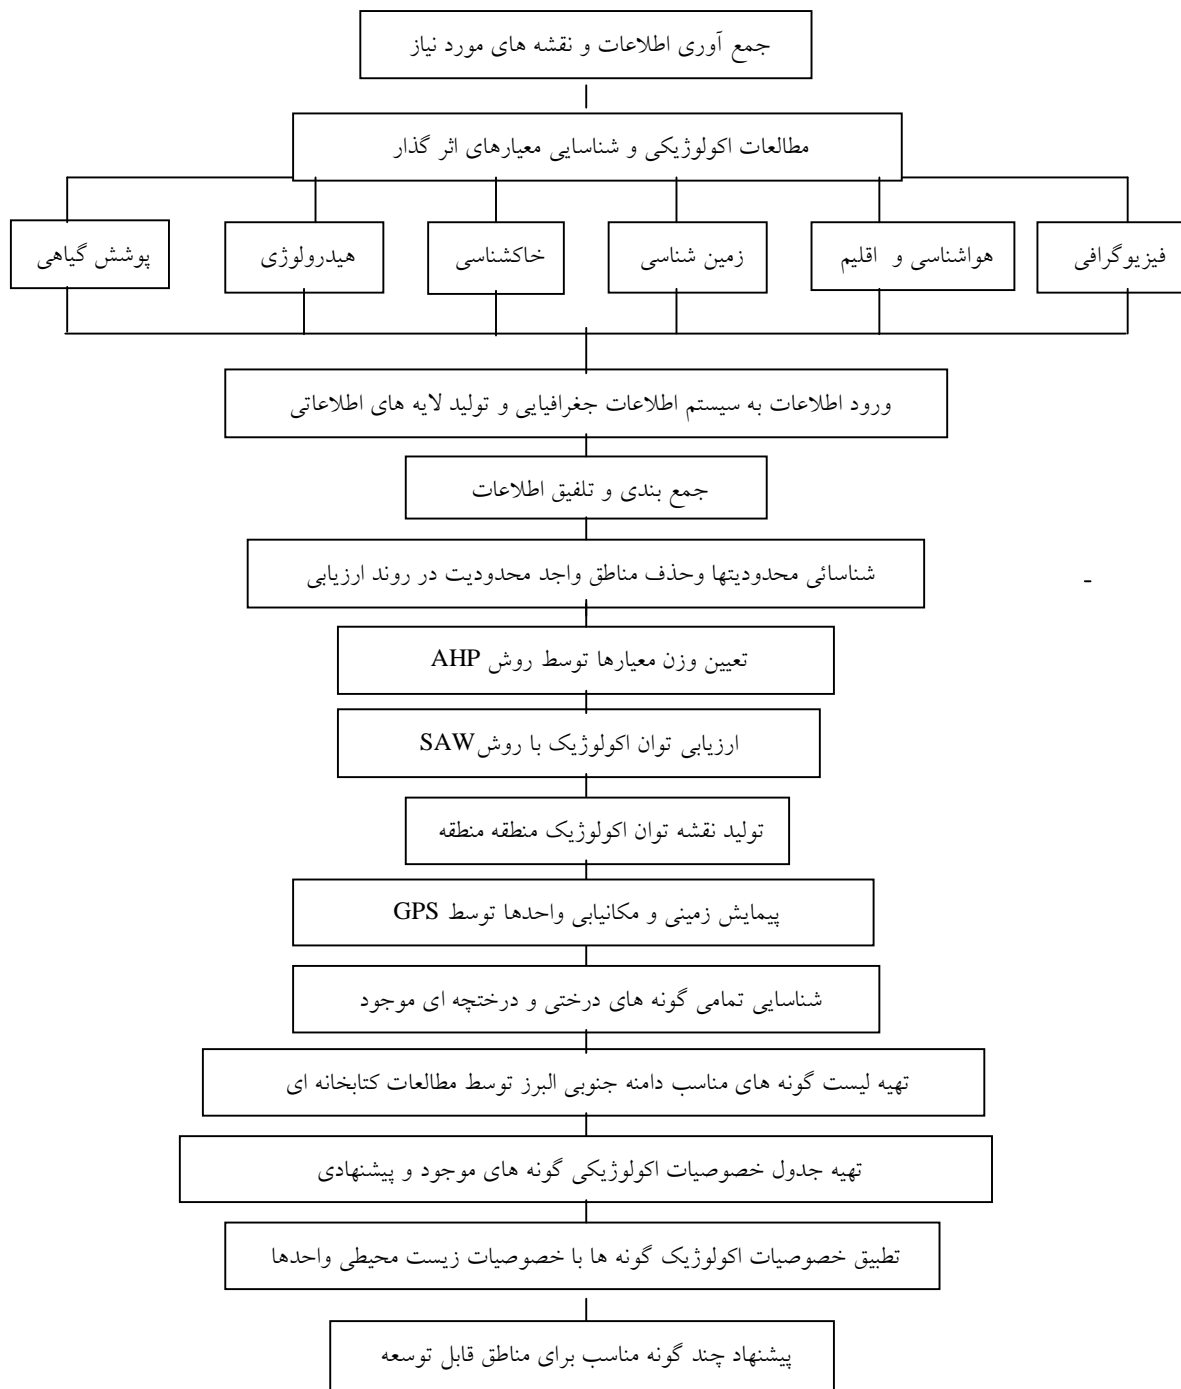 جمع آوری اطلاعات و نقشه های مورد نیاز
مطالعات اکولوژیکی و شناسایی معیارهای اثر گذار
فیزیوگرافی
هواشناسی و اقلیم
زمین شناسی
خاکشناسی
هیدرولوژی
پوشش گیاهی
ورود اطلاعات به سیستم اطلاعات جغرافیایی و تولید لایه های اطلاعاتی
جمع بندی و تلفیق اطلاعات
شناسائی محدودیتها وحذف مناطق واجد محدودیت در روند ارزیابی
-
تعیین وزن معیارها توسط روش AHP
ارزیابی توان اکولوژیک با روشSAW
تولید نقشه توان اکولوژیک منطقه منطقه
پیمایش زمینی و مکانیابی واحدها توسط GPS
شناسایی تمامی گونه های درختی و درختچه ای موجود
تهیه لیست گونه های مناسب دامنه جنوبی البرز توسط مطالعات کتابخانه ای
تهیه جدول خصوصیات اکولوژیکی گونه های موجود و پیشنهادی
تطبیق خصوصیات اکولوژیک گونه ها با خصوصیات زیست محیطی واحدها
پیشنهاد چند گونه مناسب برای مناطق قابل توسعه